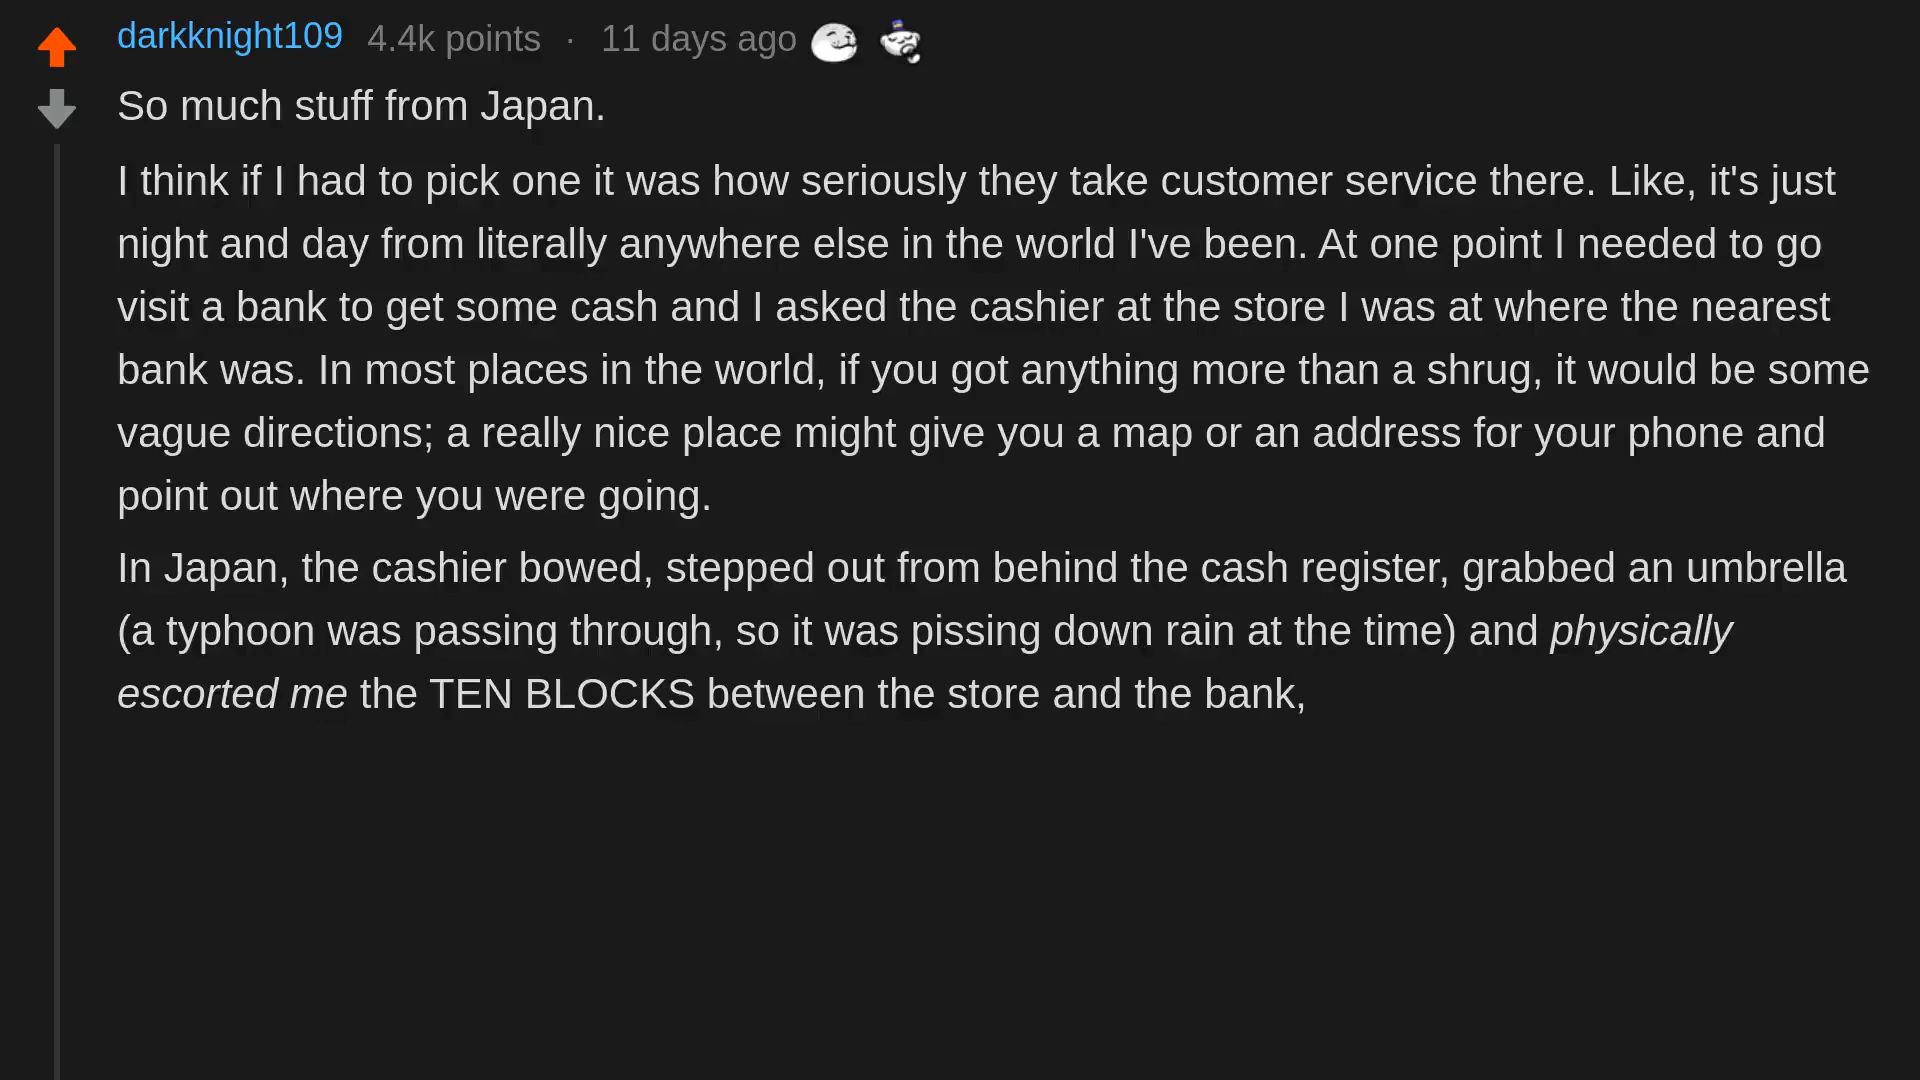 darkknight109 4.4k points · 11 days ago
So much stuff from Japan.
I think if I had to pick one it was how seriously they take customer service there. Like, it's just
night and day from literally anywhere else in the world I've been. At one point I needed to go
visit a bank to get some cash and I asked the cashier at the store I was at where the nearest
bank was. In most places in the world, if you got anything more than a shrug, it would be some
vague directions; a really nice place might give you a map or an address for your phone and
point out where you were going.
In Japan, the cashier bowed, stepped out from behind the cash register, grabbed an umbrella
(a typhoon was passing through, so it was pissing down rain at the time) and physically
escorted me the TEN BLOCKS between the store and the bank,